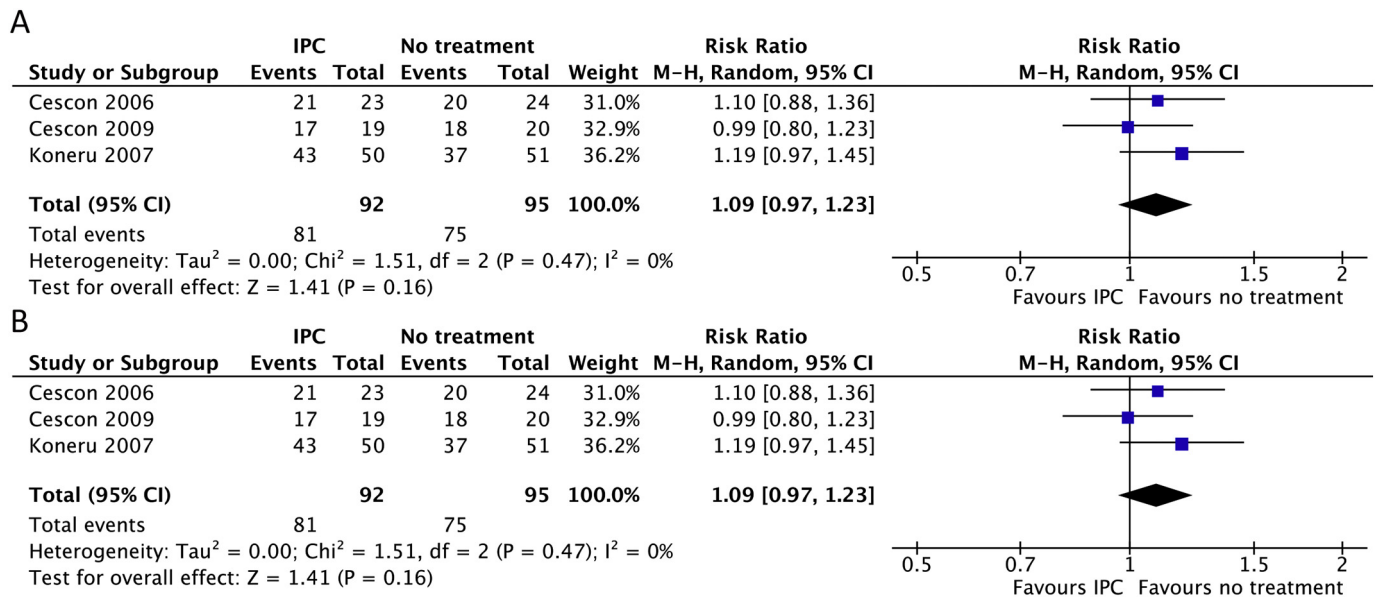 A
IPC No treatment Risk Ratio Risk Ratio
Study or Subgroup Events Total Events Total Weight M-H, Random, 95% CI M-H, Random, 95% CI
Cescon 2006 21 23 20 24 31.0% 1.10 [0.88, 1.36]
Cescon 2009 17 19 18 20 32.9% 0.99 [0.80, 1.23]
Koneru 2007 43 50 37 51 36.2% 1.19 [0.97, 1.45]
Total (95% CI) 92 95 100.0% 1.09 [0.97, 1.23]
Total events 81 75
Heterogeneity: Tau² = 0.00; Chi² = 1.51, df = 2 (P = 0.47); I² = 0%
Test for overall effect: Z = 1.41 (P = 0.16)
0.5 0.7 1 1.5 2
Favours IPC Favours no treatment
B
IPC No treatment Risk Ratio Risk Ratio
Study or Subgroup Events Total Events Total Weight M-H, Random, 95% CI M-H, Random, 95% CI
Cescon 2006 21 23 20 24 31.0% 1.10 [0.88, 1.36]
Cescon 2009 17 19 18 20 32.9% 0.99 [0.80, 1.23]
Koneru 2007 43 50 37 51 36.2% 1.19 [0.97, 1.45]
Total (95% CI) 92 95 100.0% 1.09 [0.97, 1.23]
Total events 81 75
Heterogeneity: Tau² = 0.00; Chi² = 1.51, df = 2 (P = 0.47); I² = 0%
Test for overall effect: Z = 1.41 (P = 0.16)
0.5 0.7 1 1.5 2
Favours IPC Favours no treatment